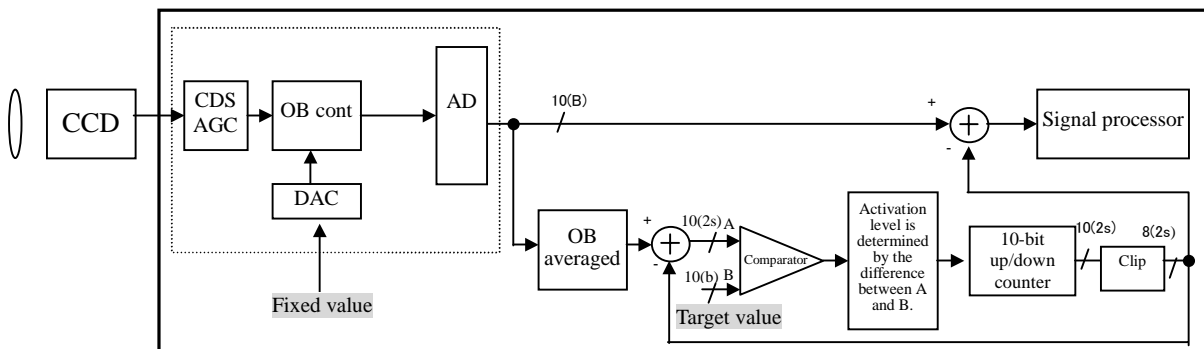 CCD
CDS
AGC
OB cont
AD
DAC
Fixed value
10(B)
+
-
Signal processor
OB
averaged
+
-
10(2s) A
10(b) B
Target value
Comparator
Activation
level is
determined
by the
difference
between A
and B.
10-bit
up/down
counter
10(2s)
Clip
8(2s)